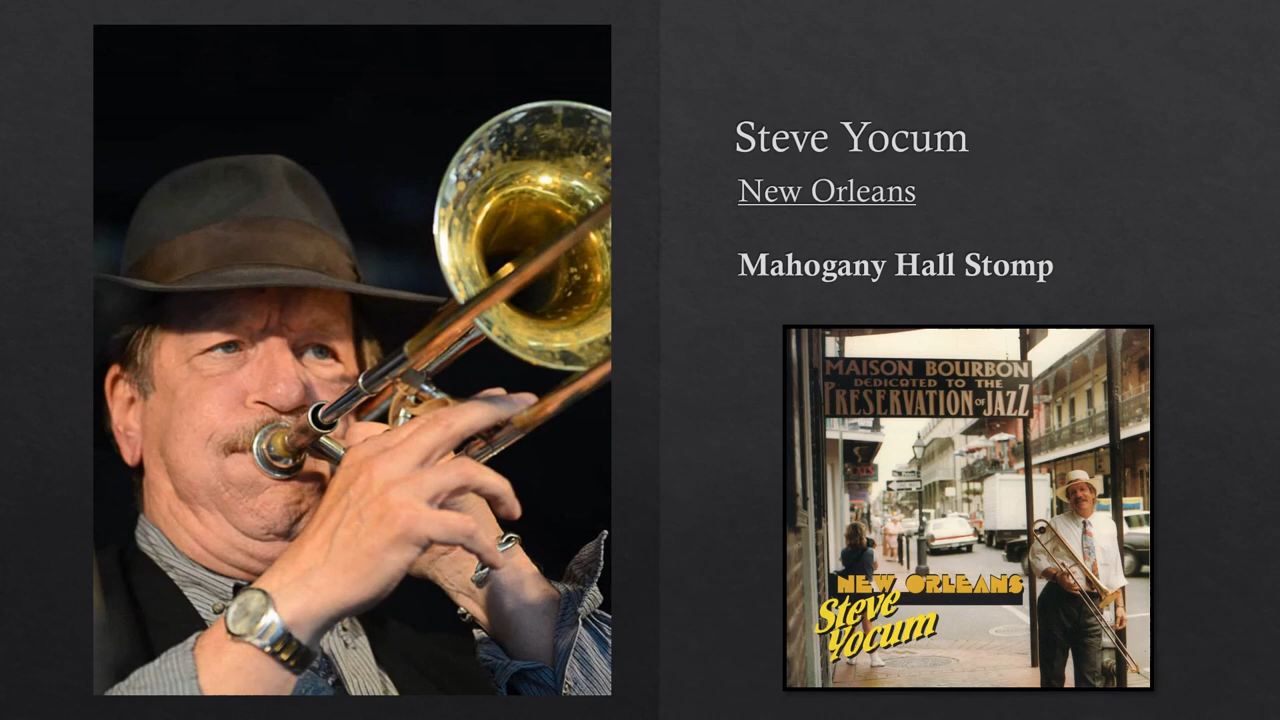 Steve Yocum
New Orleans
Mahogany Hall Stomp
MAISON BOURBON
DEDICATED TO THE
PRESERVATION OF JAZZ
NEW ORLEANS
Steve
Yocum